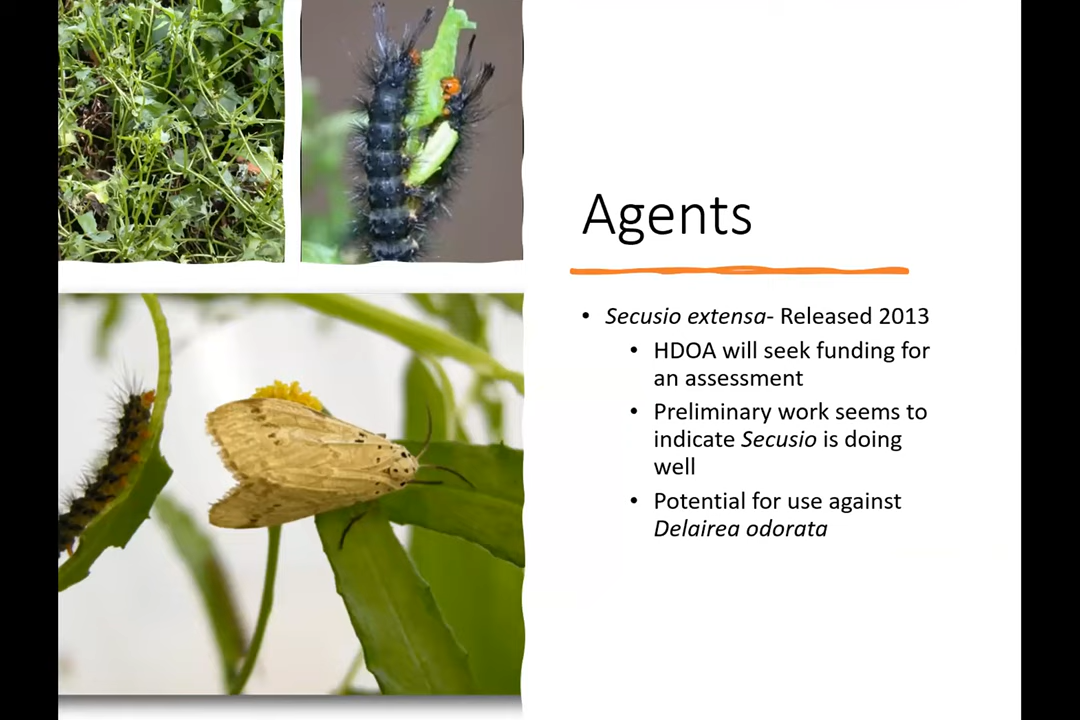 Agents
• Secusio extensa- Released 2013
• HDOA will seek funding for
an assessment
• Preliminary work seems to
indicate Secusio is doing
well
• Potential for use against
Delairea odorata